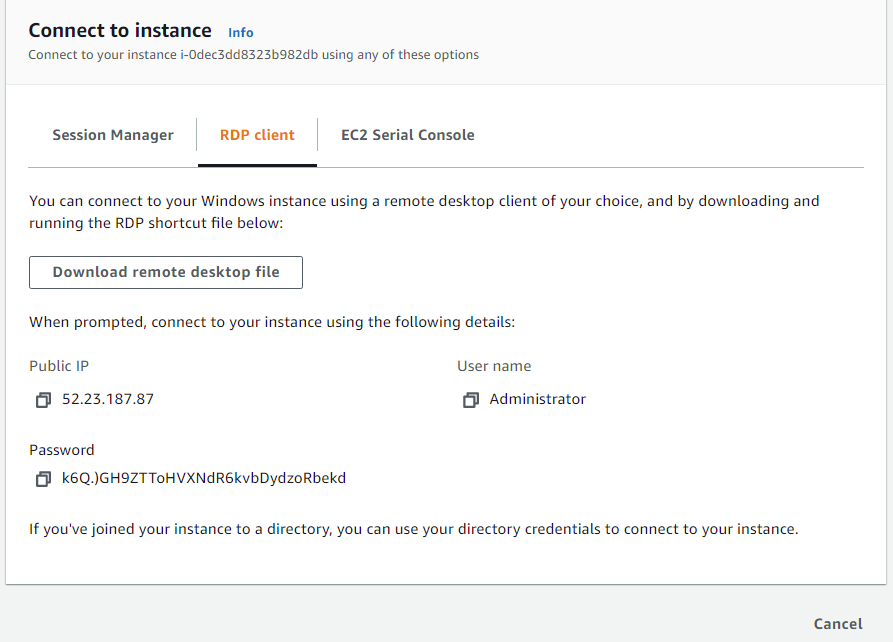 Connect to instance Info
Connect to your instance i-0dec3dd8323b982db using any of these options
Session Manager
RDP client
EC2 Serial Console
You can connect to your Windows instance using a remote desktop client of your choice, and by downloading and
running the RDP shortcut file below:
Download remote desktop file
When prompted, connect to your instance using the following details:
Public IP
52.23.187.87
User name
Administrator
Password
k6Q.)GH9ZTToHVXNdR6kvbDydzoRbekd
If you've joined your instance to a directory, you can use your directory credentials to connect to your instance.
Cancel